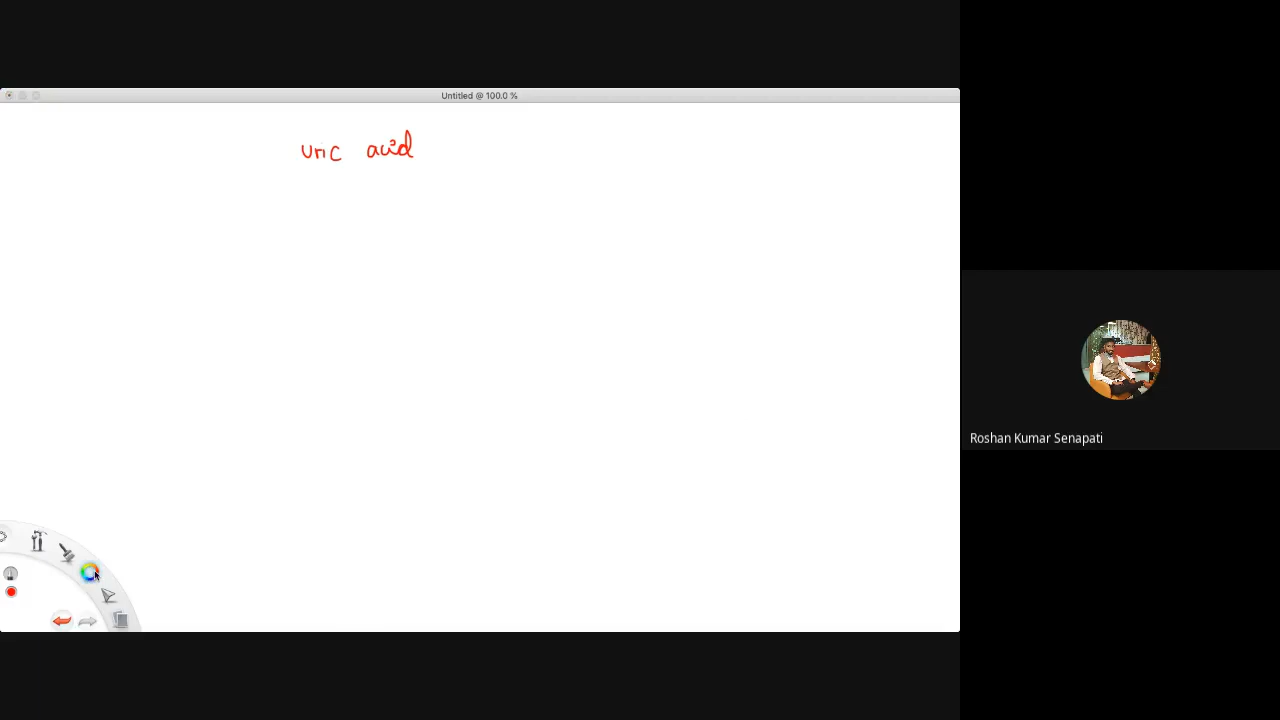 Untitled @ 100.0 %
uric acid
Roshan Kumar Senapati